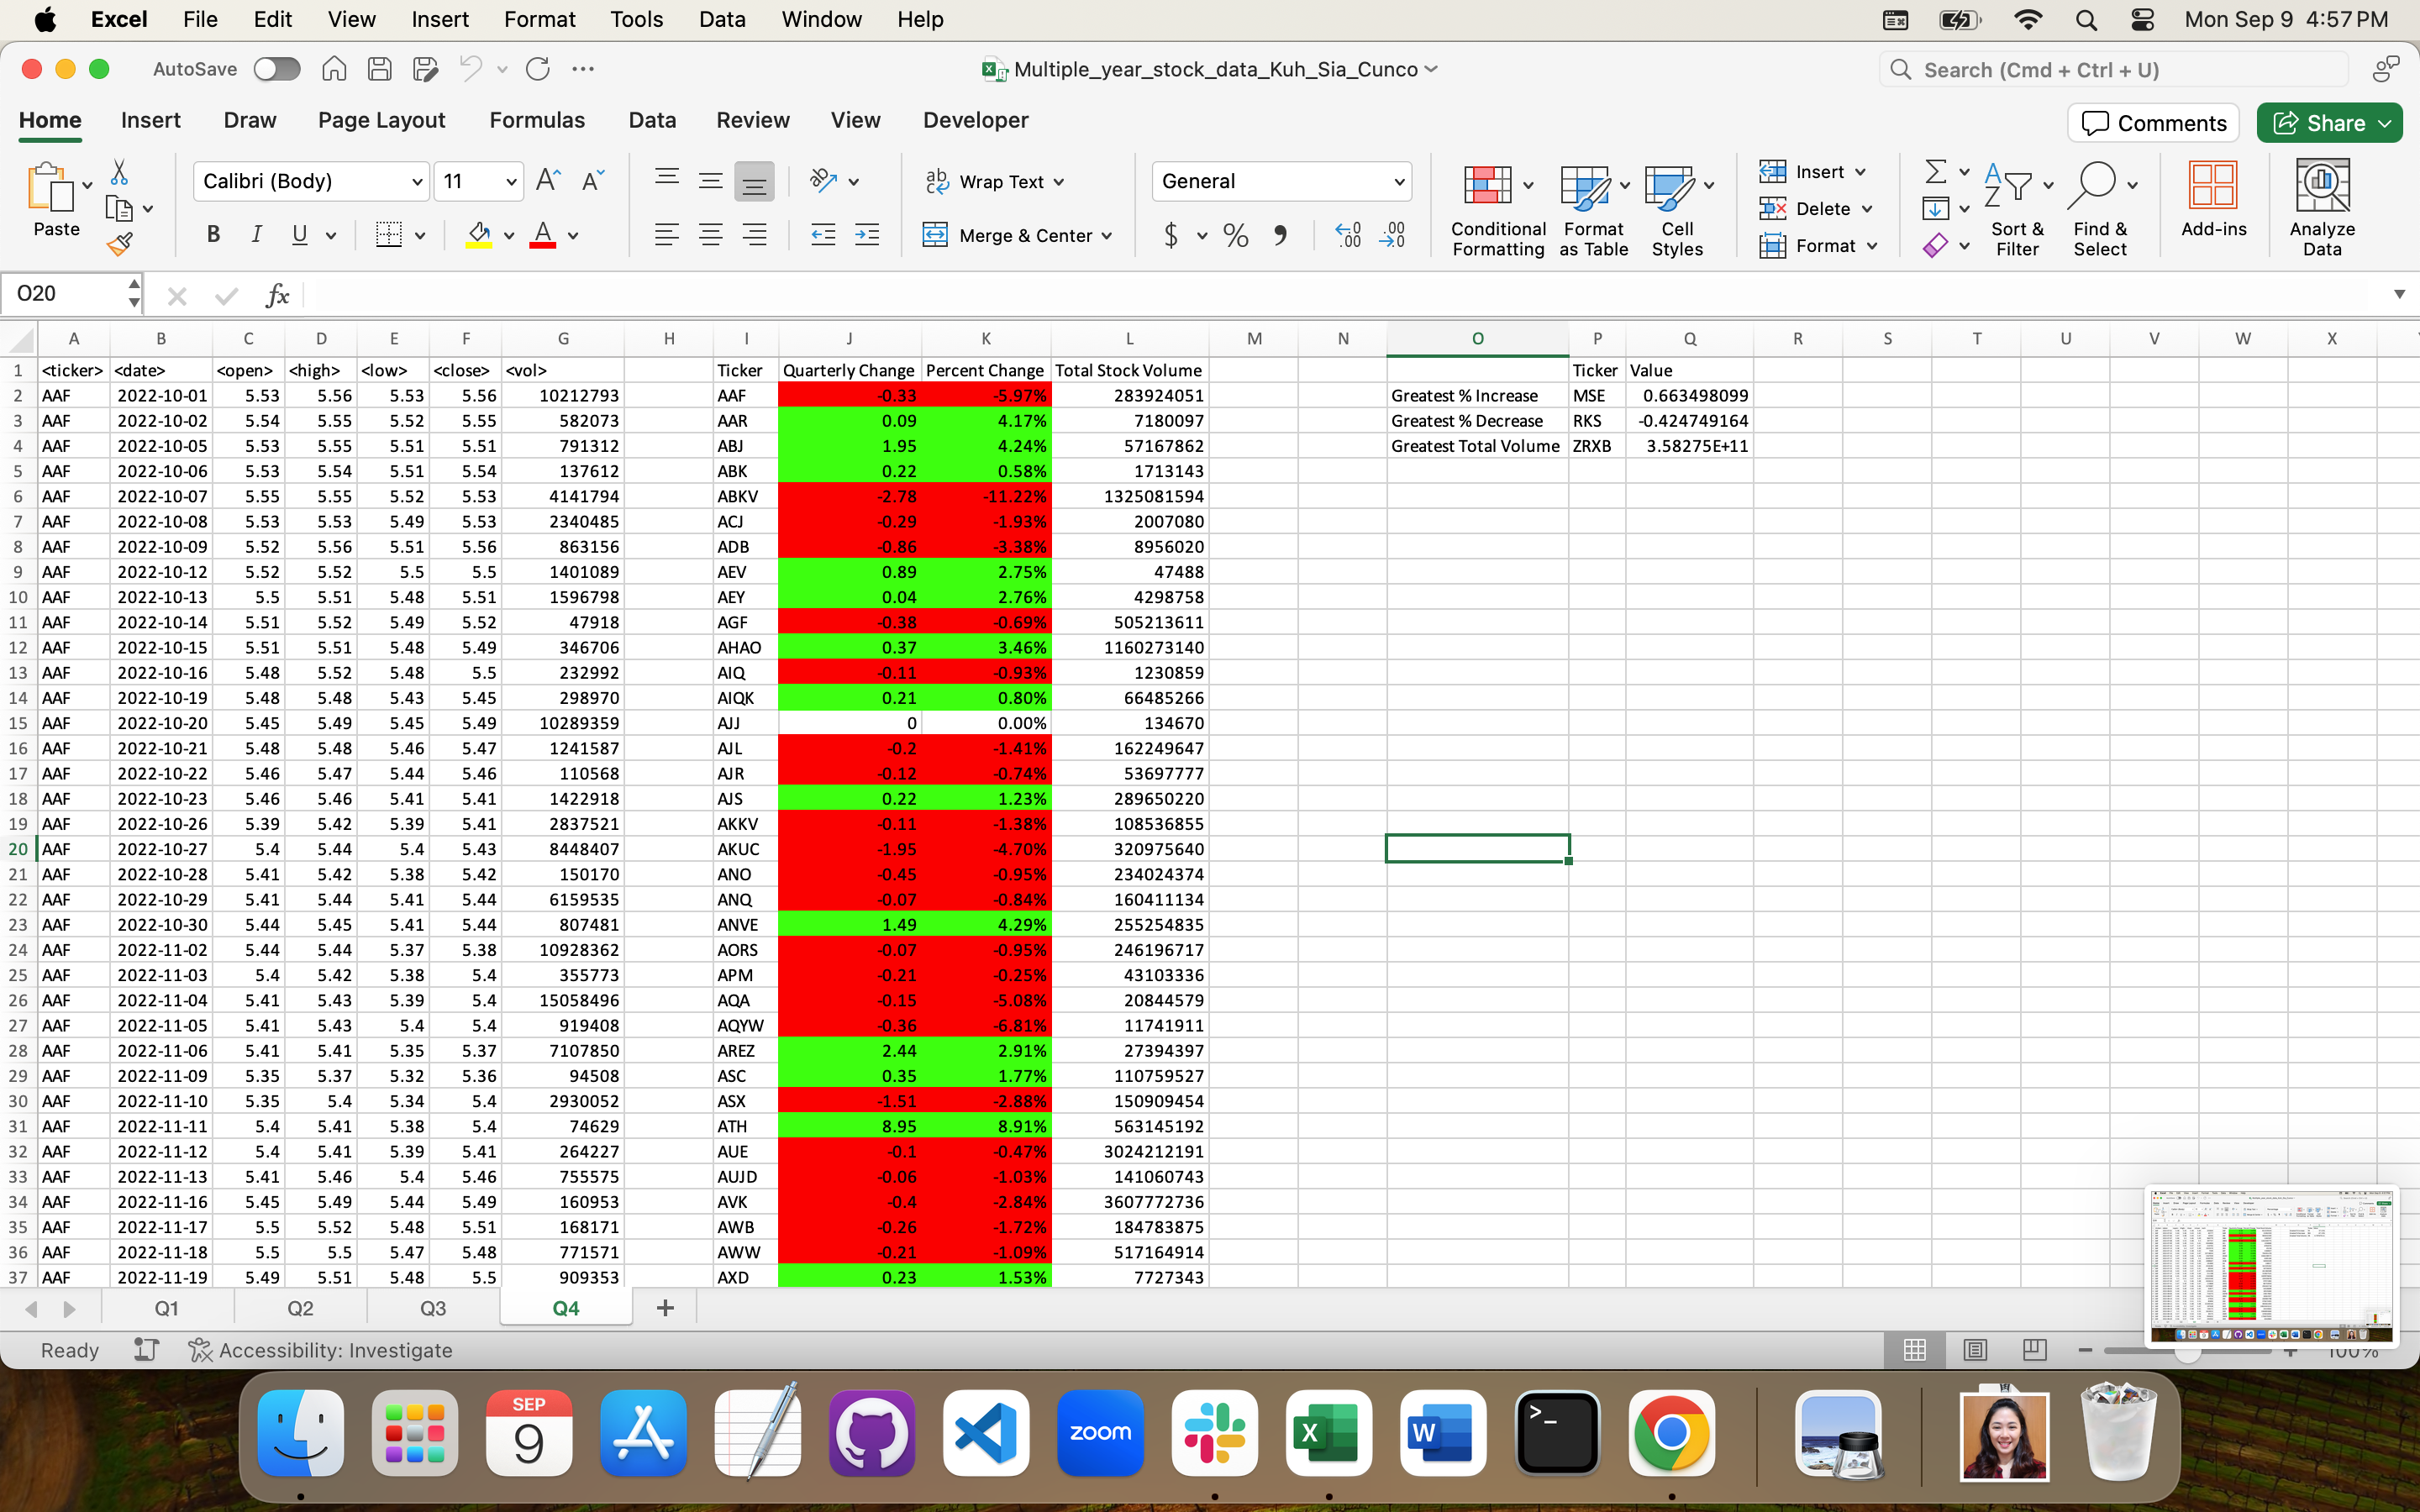 Excel File Edit View Insert Format Tools Data Window Help Mon Sep 9 4:57 PM
AutoSave Multiple_year_stock_data_Kuh_Sia_Cunco Search (Cmd + Ctrl + U)
Home Insert Draw Page Layout Formulas Data Review View Developer Comments Share
Paste Calibri (Body) 11 Wrap Text General Conditional Formatting Format as Table Cell Styles Insert Sort & Filter Find & Select Add-ins Analyze Data
B I U Merge & Center $ % Delete
Format
O20 fx
A B C D E F G H I J K L M N O P Q R S T U V W X
1 <ticker> <date> <open> <high> <low> <close> <vol> Ticker Quarterly Change Percent Change Total Stock Volume Ticker Value
2 AAF 2022-10-01 5.53 5.56 5.53 5.56 10212793 AAF -0.33 -5.97% 283924051 Greatest % Increase MSE 0.663498099
3 AAF 2022-10-02 5.54 5.55 5.52 5.55 582073 AAR 0.09 4.17% 7180097 Greatest % Decrease RKS -0.424749164
4 AAF 2022-10-05 5.53 5.55 5.51 5.51 791312 ABJ 1.95 4.24% 57167862 Greatest Total Volume ZRXB 3.58275E+11
5 AAF 2022-10-06 5.53 5.54 5.51 5.54 137612 ABK 0.22 0.58% 1713143
6 AAF 2022-10-07 5.55 5.55 5.52 5.53 4141794 ABKV -2.78 -11.22% 1325081594
7 AAF 2022-10-08 5.53 5.53 5.49 5.53 2340485 ACJ -0.29 -1.93% 2007080
8 AAF 2022-10-09 5.52 5.56 5.51 5.56 863156 ADB -0.86 -3.38% 8956020
9 AAF 2022-10-12 5.52 5.52 5.5 5.5 1401089 AEV 0.89 2.75% 47488
10 AAF 2022-10-13 5.5 5.51 5.48 5.51 1596798 AEY 0.04 2.76% 4298758
11 AAF 2022-10-14 5.51 5.52 5.49 5.52 47918 AGF -0.38 -0.69% 505213611
12 AAF 2022-10-15 5.51 5.51 5.48 5.49 346706 AHAO 0.37 3.46% 1160273140
13 AAF 2022-10-16 5.48 5.52 5.48 5.5 232992 AIQ -0.11 -0.93% 1230859
14 AAF 2022-10-19 5.48 5.48 5.43 5.45 298970 AIQK 0.21 0.80% 66485266
15 AAF 2022-10-20 5.45 5.49 5.45 5.49 10289359 AJJ 0 0.00% 134670
16 AAF 2022-10-21 5.48 5.48 5.46 5.47 1241587 AJL -0.2 -1.41% 162249647
17 AAF 2022-10-22 5.46 5.47 5.44 5.46 110568 AJR -0.12 -0.74% 53697777
18 AAF 2022-10-23 5.46 5.46 5.41 5.41 1422918 AJS 0.22 1.23% 289650220
19 AAF 2022-10-26 5.39 5.42 5.39 5.41 2837521 AKKV -0.11 -1.38% 108536855
20 AAF 2022-10-27 5.4 5.44 5.4 5.43 8448407 AKUC -1.95 -4.70% 320975640
21 AAF 2022-10-28 5.41 5.42 5.38 5.42 150170 ANO -0.45 -0.95% 234024374
22 AAF 2022-10-29 5.41 5.44 5.41 5.44 6159535 ANQ -0.07 -0.84% 160411134
23 AAF 2022-10-30 5.44 5.45 5.41 5.44 807481 ANVE 1.49 4.29% 255254835
24 AAF 2022-11-02 5.44 5.44 5.37 5.38 10928362 AORS -0.07 -0.95% 246196717
25 AAF 2022-11-03 5.4 5.42 5.38 5.4 355773 APM -0.21 -0.25% 43103336
26 AAF 2022-11-04 5.41 5.43 5.39 5.4 15058496 AQA -0.15 -5.08% 20844579
27 AAF 2022-11-05 5.41 5.43 5.4 5.4 919408 AQYW -0.36 -6.81% 11741911
28 AAF 2022-11-06 5.41 5.41 5.35 5.37 7107850 AREZ 2.44 2.91% 27394397
29 AAF 2022-11-09 5.35 5.37 5.32 5.36 94508 ASC 0.35 1.77% 110759527
30 AAF 2022-11-10 5.35 5.4 5.34 5.4 2930052 ASX -1.51 -2.88% 150909454
31 AAF 2022-11-11 5.4 5.41 5.38 5.4 74629 ATH 8.95 8.91% 563145192
32 AAF 2022-11-12 5.4 5.41 5.39 5.41 264227 AUE -0.1 -0.47% 3024212191
33 AAF 2022-11-13 5.41 5.46 5.4 5.46 755575 AUJD -0.06 -1.03% 141060743
34 AAF 2022-11-16 5.45 5.49 5.44 5.49 160953 AVK -0.4 -2.84% 3607772736
35 AAF 2022-11-17 5.5 5.52 5.48 5.51 168171 AWB -0.26 -1.72% 184783875
36 AAF 2022-11-18 5.5 5.5 5.47 5.48 771571 AWW -0.21 -1.09% 517164914
37 AAF 2022-11-19 5.49 5.51 5.48 5.5 909353 AXD 0.23 1.53% 7727343
Q1 Q2 Q3 Q4 +
Ready Accessibility: Investigate 100%
SEP
9 zoom X W >_